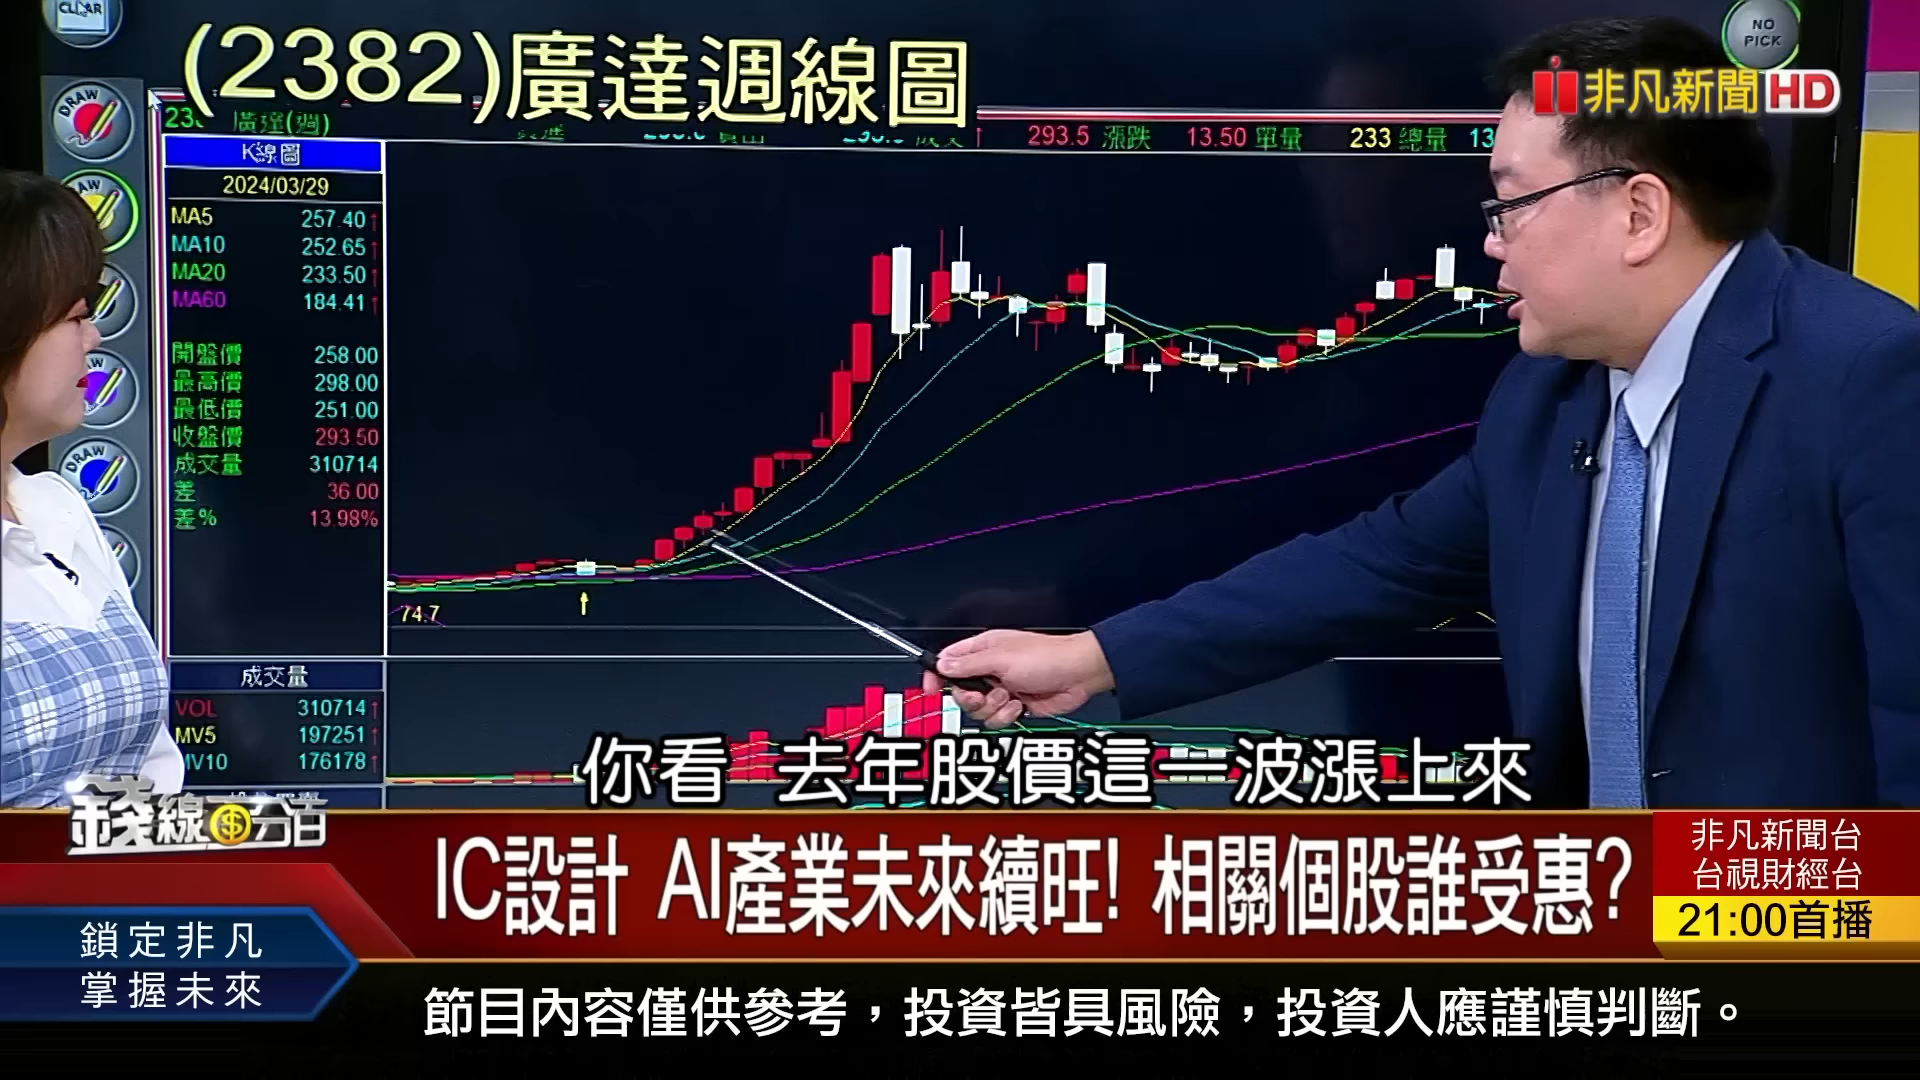 CLEAR
(2382)廣達週線圖
NO PICK
非凡新聞HD
DRAW
廣達(週)
293.5 漲跌 13.50 單量 233 總量
K線圖
2024/03/29
MA5 257.40↑
MA10 252.65↑
MA20 233.50↑
MA60 184.41↑
開盤價 258.00
最高價 298.00
最低價 251.00
收盤價 293.50
成交量 310714
差 36.00
差% 13.98%
DRAW
74.7
成交量
VOL 310714↑
MV5 197251↑
MV10 176178↑
你看 去年股價這一波漲上來
錢線百分百
IC設計 AI產業未來續旺! 相關個股誰受惠?
非凡新聞台
台視財經台
21:00首播
鎖定非凡
掌握未來
節目內容僅供參考，投資皆具風險，投資人應謹慎判斷。